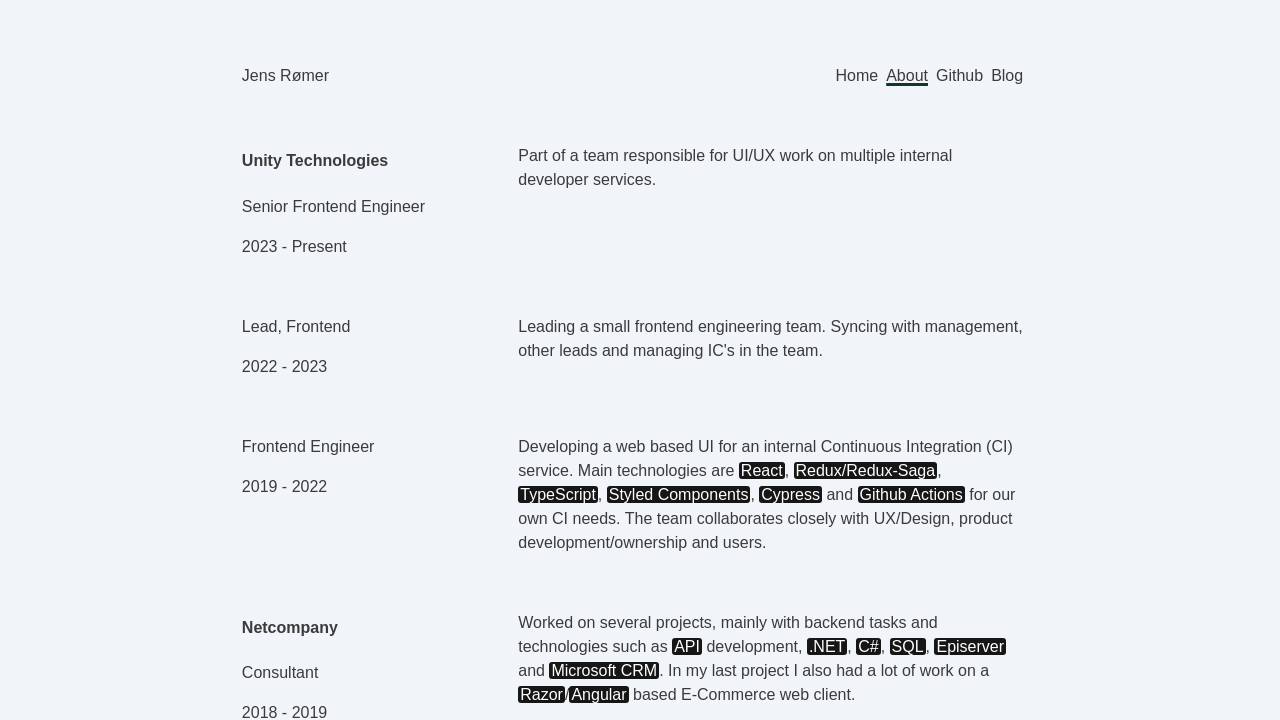 Jens Rømer
Home About Github Blog
Unity Technologies
Senior Frontend Engineer
2023 - Present
Part of a team responsible for UI/UX work on multiple internal
developer services.
Lead, Frontend
2022 - 2023
Leading a small frontend engineering team. Syncing with management,
other leads and managing IC's in the team.
Frontend Engineer
2019 - 2022
Developing a web based UI for an internal Continuous Integration (CI)
service. Main technologies are React, Redux/Redux-Saga,
TypeScript, Styled Components, Cypress and Github Actions for our
own CI needs. The team collaborates closely with UX/Design, product
development/ownership and users.
Netcompany
Consultant
2018 - 2019
Worked on several projects, mainly with backend tasks and
technologies such as API development, .NET, C#, SQL, Episerver
and Microsoft CRM. In my last project I also had a lot of work on a
Razor/Angular based E-Commerce web client.